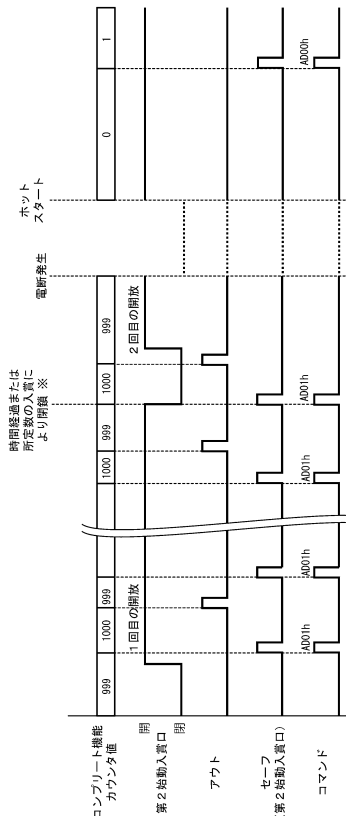 時間経過または
所定数の入賞に
より閉鎖 ※
電断発生
ホット
スタート
コンプリート機能
カウンタ値
999
1000
999
1000
999
1000
999
0
1
第2始動入賞口
開
閉
1回目の開放
2回目の開放
アウト
セーフ
第2始動入賞口)
コマンド
AD01h
AD01h
AD01h
AD01h
AD00h